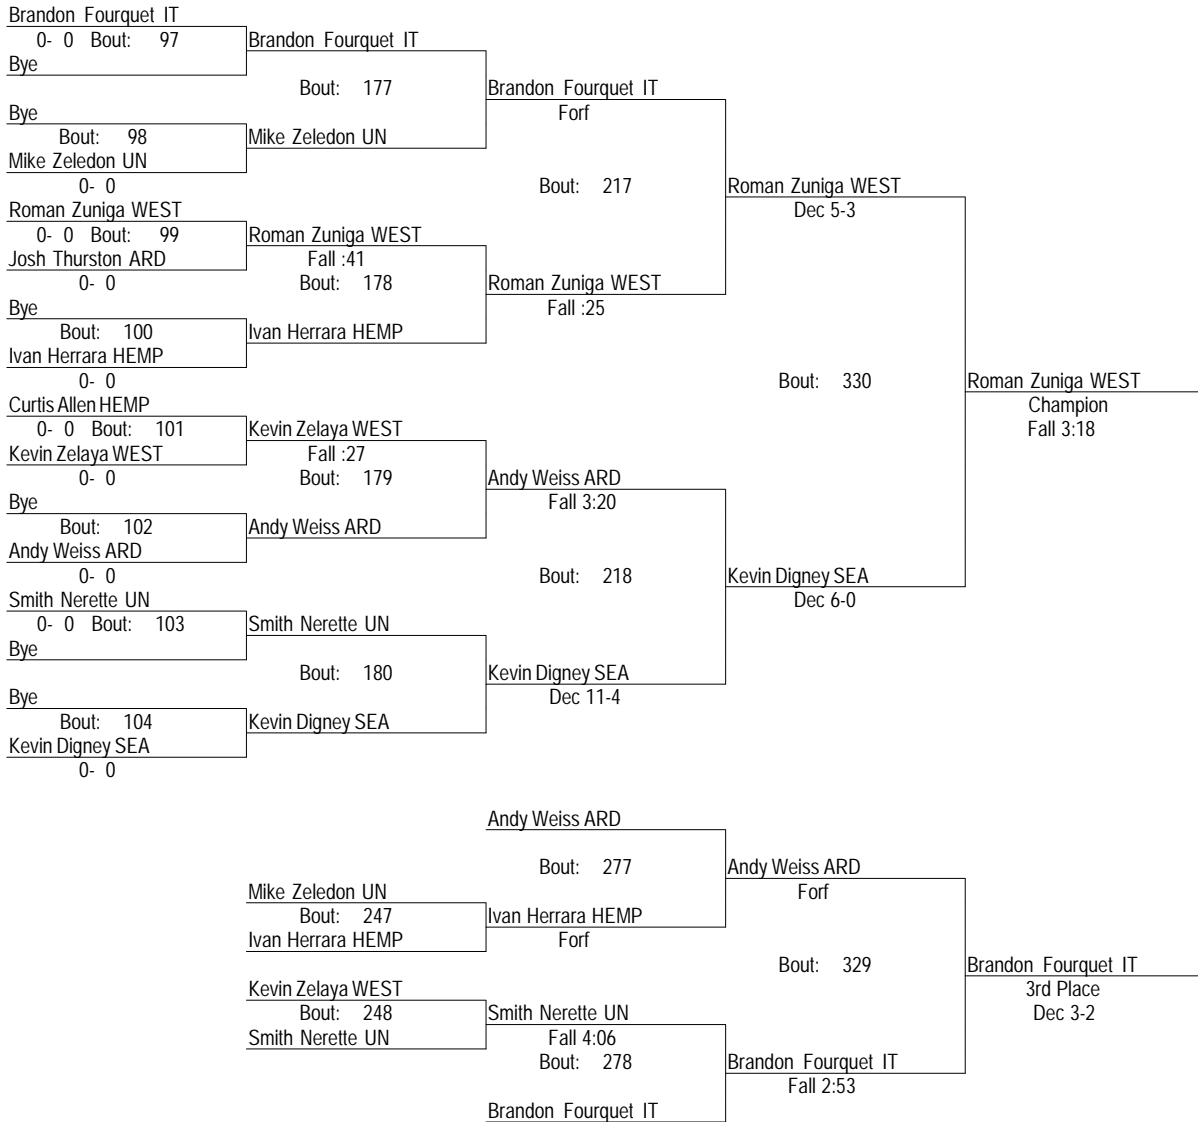 Brandon Fourquet IT
0- 0 Bout: 97
Brandon Fourquet IT
Bye
Bout: 177
Brandon Fourquet IT
Bye
Forf
Bout: 98
Mike Zeledon UN
Mike Zeledon UN
0- 0
Bout: 217
Roman Zuniga WEST
Roman Zuniga WEST
Dec 5-3
0- 0 Bout: 99
Roman Zuniga WEST
Josh Thurston ARD
Fall :41
0- 0
Bout: 178
Roman Zuniga WEST
Bye
Fall :25
Bout: 100
Ivan Herrara HEMP
Ivan Herrara HEMP
0- 0
Bout: 330
Roman Zuniga WEST
Curtis Allen HEMP
Champion
0- 0 Bout: 101
Kevin Zelaya WEST
Fall 3:18
Kevin Zelaya WEST
Fall :27
0- 0
Bout: 179
Andy Weiss ARD
Bye
Fall 3:20
Bout: 102
Andy Weiss ARD
Andy Weiss ARD
0- 0
Bout: 218
Kevin Digney SEA
Smith Nerette UN
Dec 6-0
0- 0 Bout: 103
Smith Nerette UN
Bye
Bout: 180
Kevin Digney SEA
Bye
Dec 11-4
Bout: 104
Kevin Digney SEA
Kevin Digney SEA
0- 0
Andy Weiss ARD
Bout: 277
Andy Weiss ARD
Mike Zeledon UN
Forf
Bout: 247
Ivan Herrara HEMP
Ivan Herrara HEMP
Forf
Bout: 329
Brandon Fourquet IT
Kevin Zelaya WEST
3rd Place
Bout: 248
Smith Nerette UN
Dec 3-2
Smith Nerette UN
Fall 4:06
Bout: 278
Brandon Fourquet IT
Fall 2:53
Brandon Fourquet IT